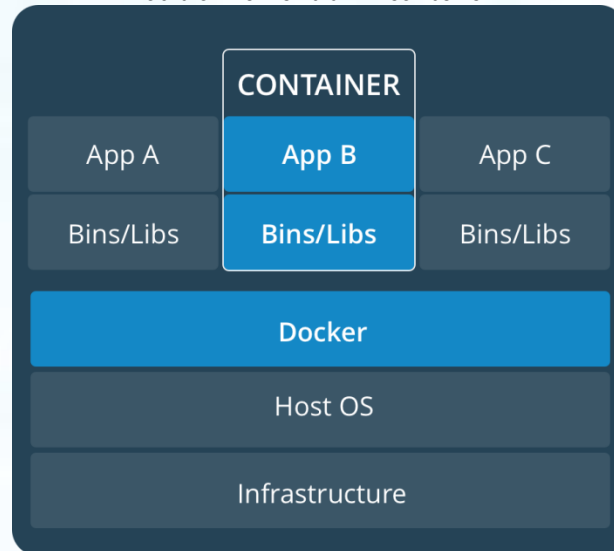 CONTAINER
App A App B App C
Bins/Libs Bins/Libs Bins/Libs
Docker
Host OS
Infrastructure